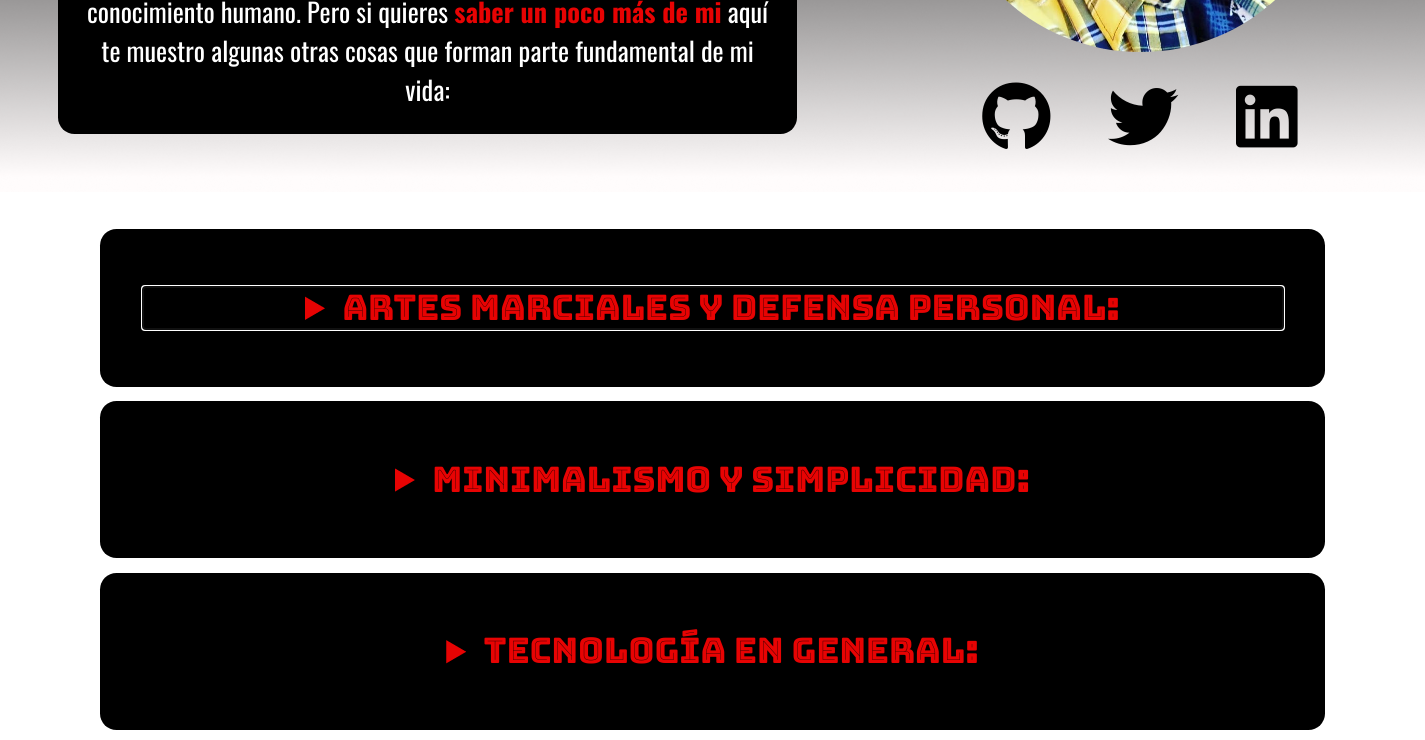 conocimiento humano. Pero si quieres saber un poco más de mi aquí
te muestro algunas otras cosas que forman parte fundamental de mi
vida:
in
ARTES MARCIALES Y DEFENSA PERSONAL:
MINIMALISMO Y SIMPLICIDAD:
TECNOLOGÍA EN GENERAL: